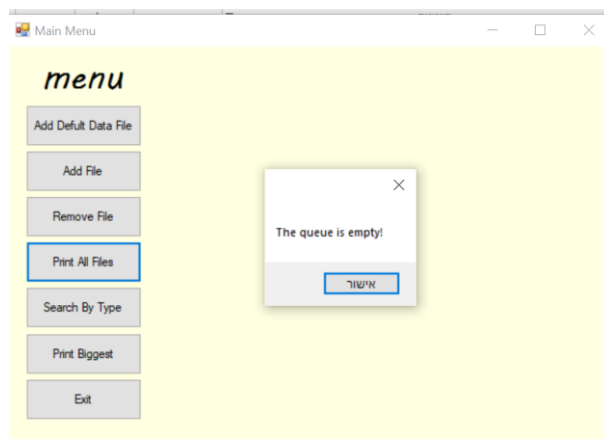 Main Menu
menu
Add Defult Data File
Add File
Remove File
Print All Files
Search By Type
Print Biggest
Exit
The queue is empty!
אישור